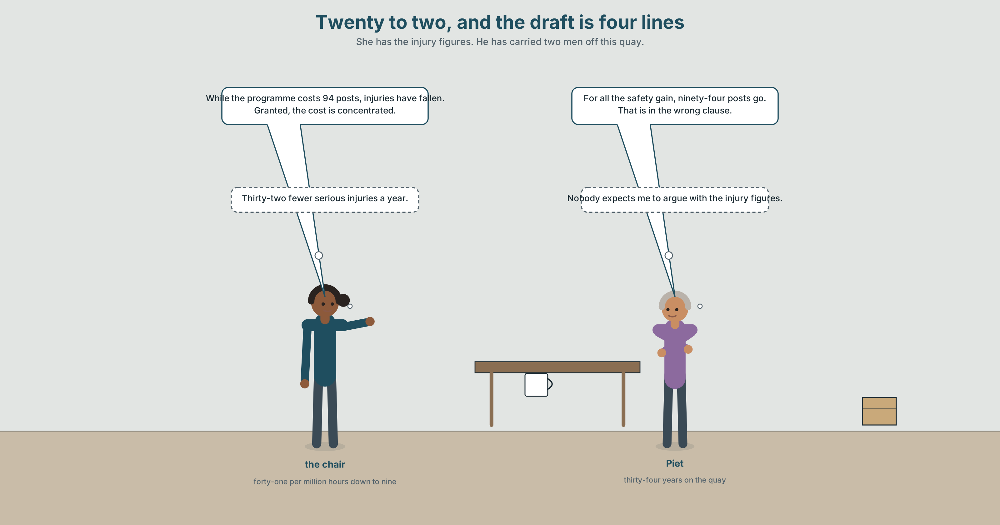 Twenty to two, and the draft is four lines
She has the injury figures. He has carried two men off this quay.
While the programme costs 94 posts, injuries have fallen.
Granted, the cost is concentrated.
For all the safety gain, ninety-four posts go.
That is in the wrong clause.
Thirty-two fewer serious injuries a year.
Nobody expects me to argue with the injury figures.
the chair
forty-one per million hours down to nine
Piet
thirty-four years on the quay